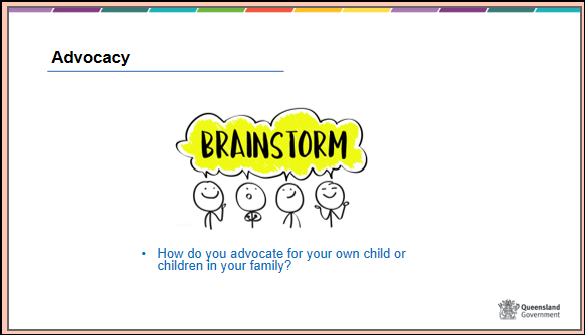 Advocacy
BRAINSTORM
• How do you advocate for your own child or
children in your family?
Queensland
Government